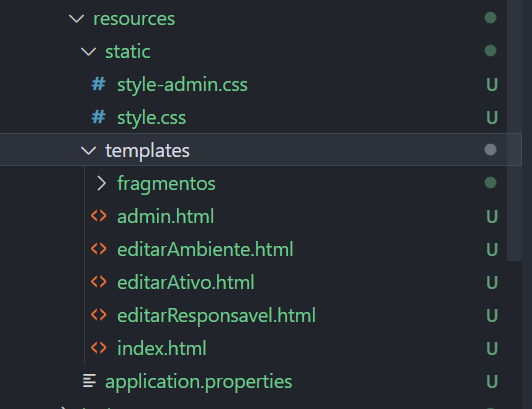 resources
static
# style-admin.css U
# style.css U
templates
fragmentos
<> admin.html U
<> editarAmbiente.html U
<> editarAtivo.html U
<> editarResponsavel.html U
<> index.html U
application.properties U